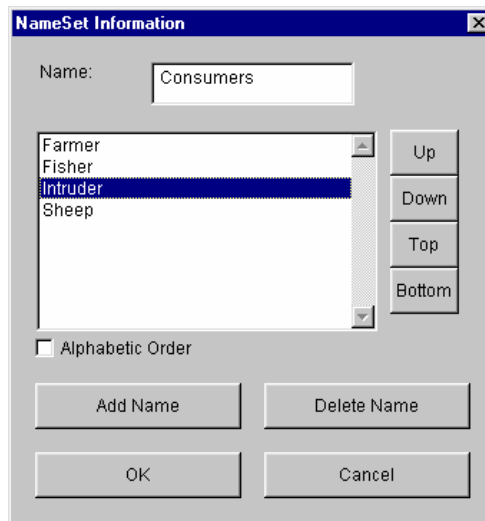 NameSet Information
Name:
Consumers
Farmer
Fisher
Intruder
Sheep
Up
Down
Top
Bottom
Alphabetic Order
Add Name
Delete Name
OK
Cancel